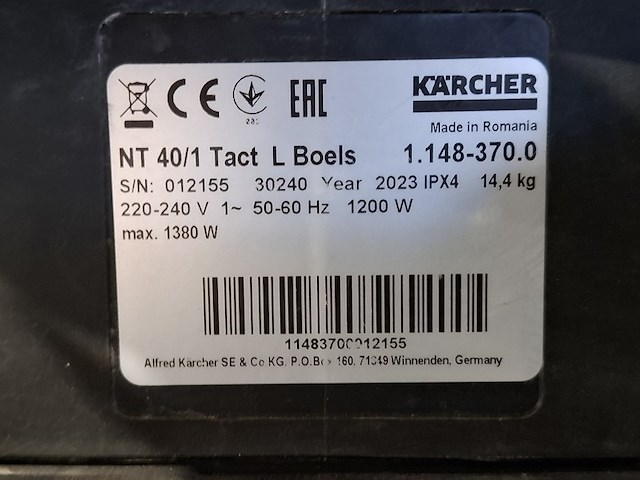 CE EAC
KÄRCHER
Made in Romania
NT 40/1 Tact L Boels 1.148-370.0
S/N: 012155 30240 Year 2023 IPX4 14,4 kg
220-240 V 1~ 50-60 Hz 1200 W
max. 1380 W
11483700012155
Alfred Kärcher SE & Co KG, P.O.Box 160, 71349 Winnenden, Germany